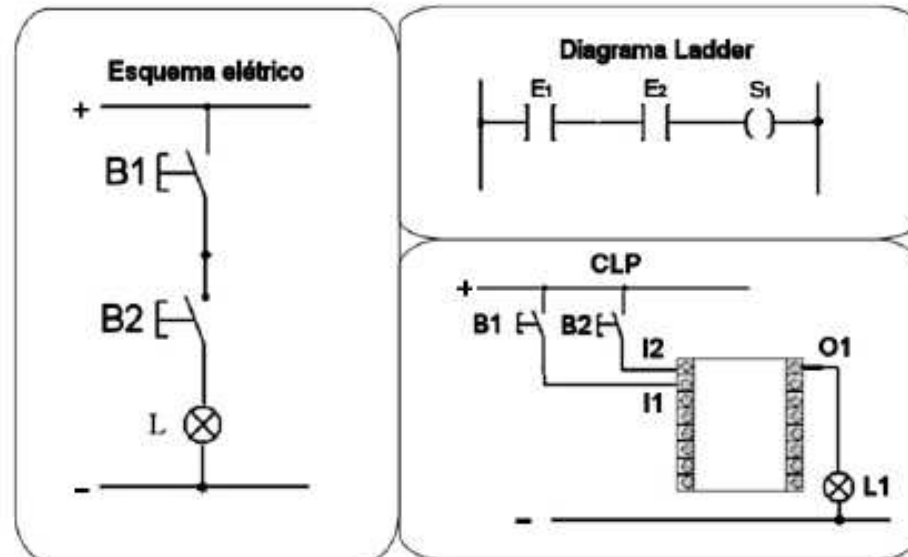 Esquema elétrico
+
B1
B2
L
-
Diagrama Ladder
E1 E2 S1
CLP
+
B1 B2
I2 O1
I1
L1
-